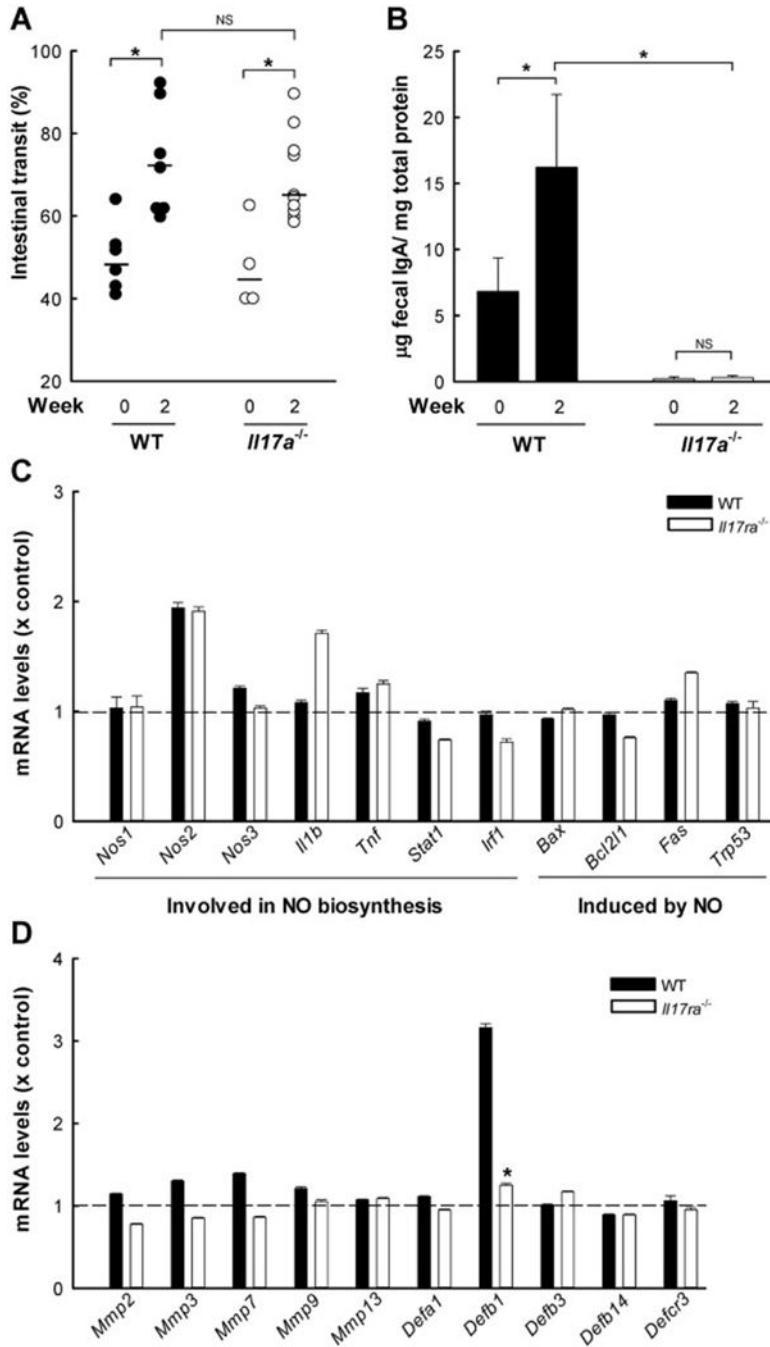 A
NS
*
*
100
80
60
40
20
Intestinal transit (%)
Week 0 2 0 2
WT Il17a-/-
B
*
*
NS
25
20
15
10
5
0
µg fecal IgA/ mg total protein
Week 0 2 0 2
WT Il17a-/-
C
3
2
1
0
mRNA levels (x control)
WT
Il17ra-/-
Nos1 Nos2 Nos3 Il1b Tnf Stat1 Irf1 Bax Bcl2l1 Fas Trp53
Involved in NO biosynthesis Induced by NO
D
4
3
2
1
0
mRNA levels (x control)
WT
Il17ra-/-
*
Mmp2 Mmp3 Mmp7 Mmp9 Mmp13 Defa1 Defb1 Defb3 Defb14 Defcr3